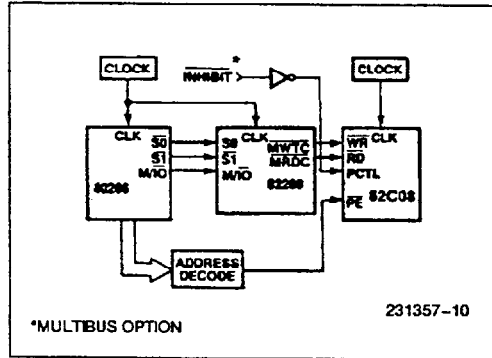 *
INHIBIT
CLOCK
CLOCK
CLK
S0
S1
M/IO
80286
CLK
S0
S1
M/IO
MWTC
MRDC
82288
CLK
WR
RD
PCTL
PE
82C08
ADDRESS
DECODE
*MULTIBUS OPTION
231357-10